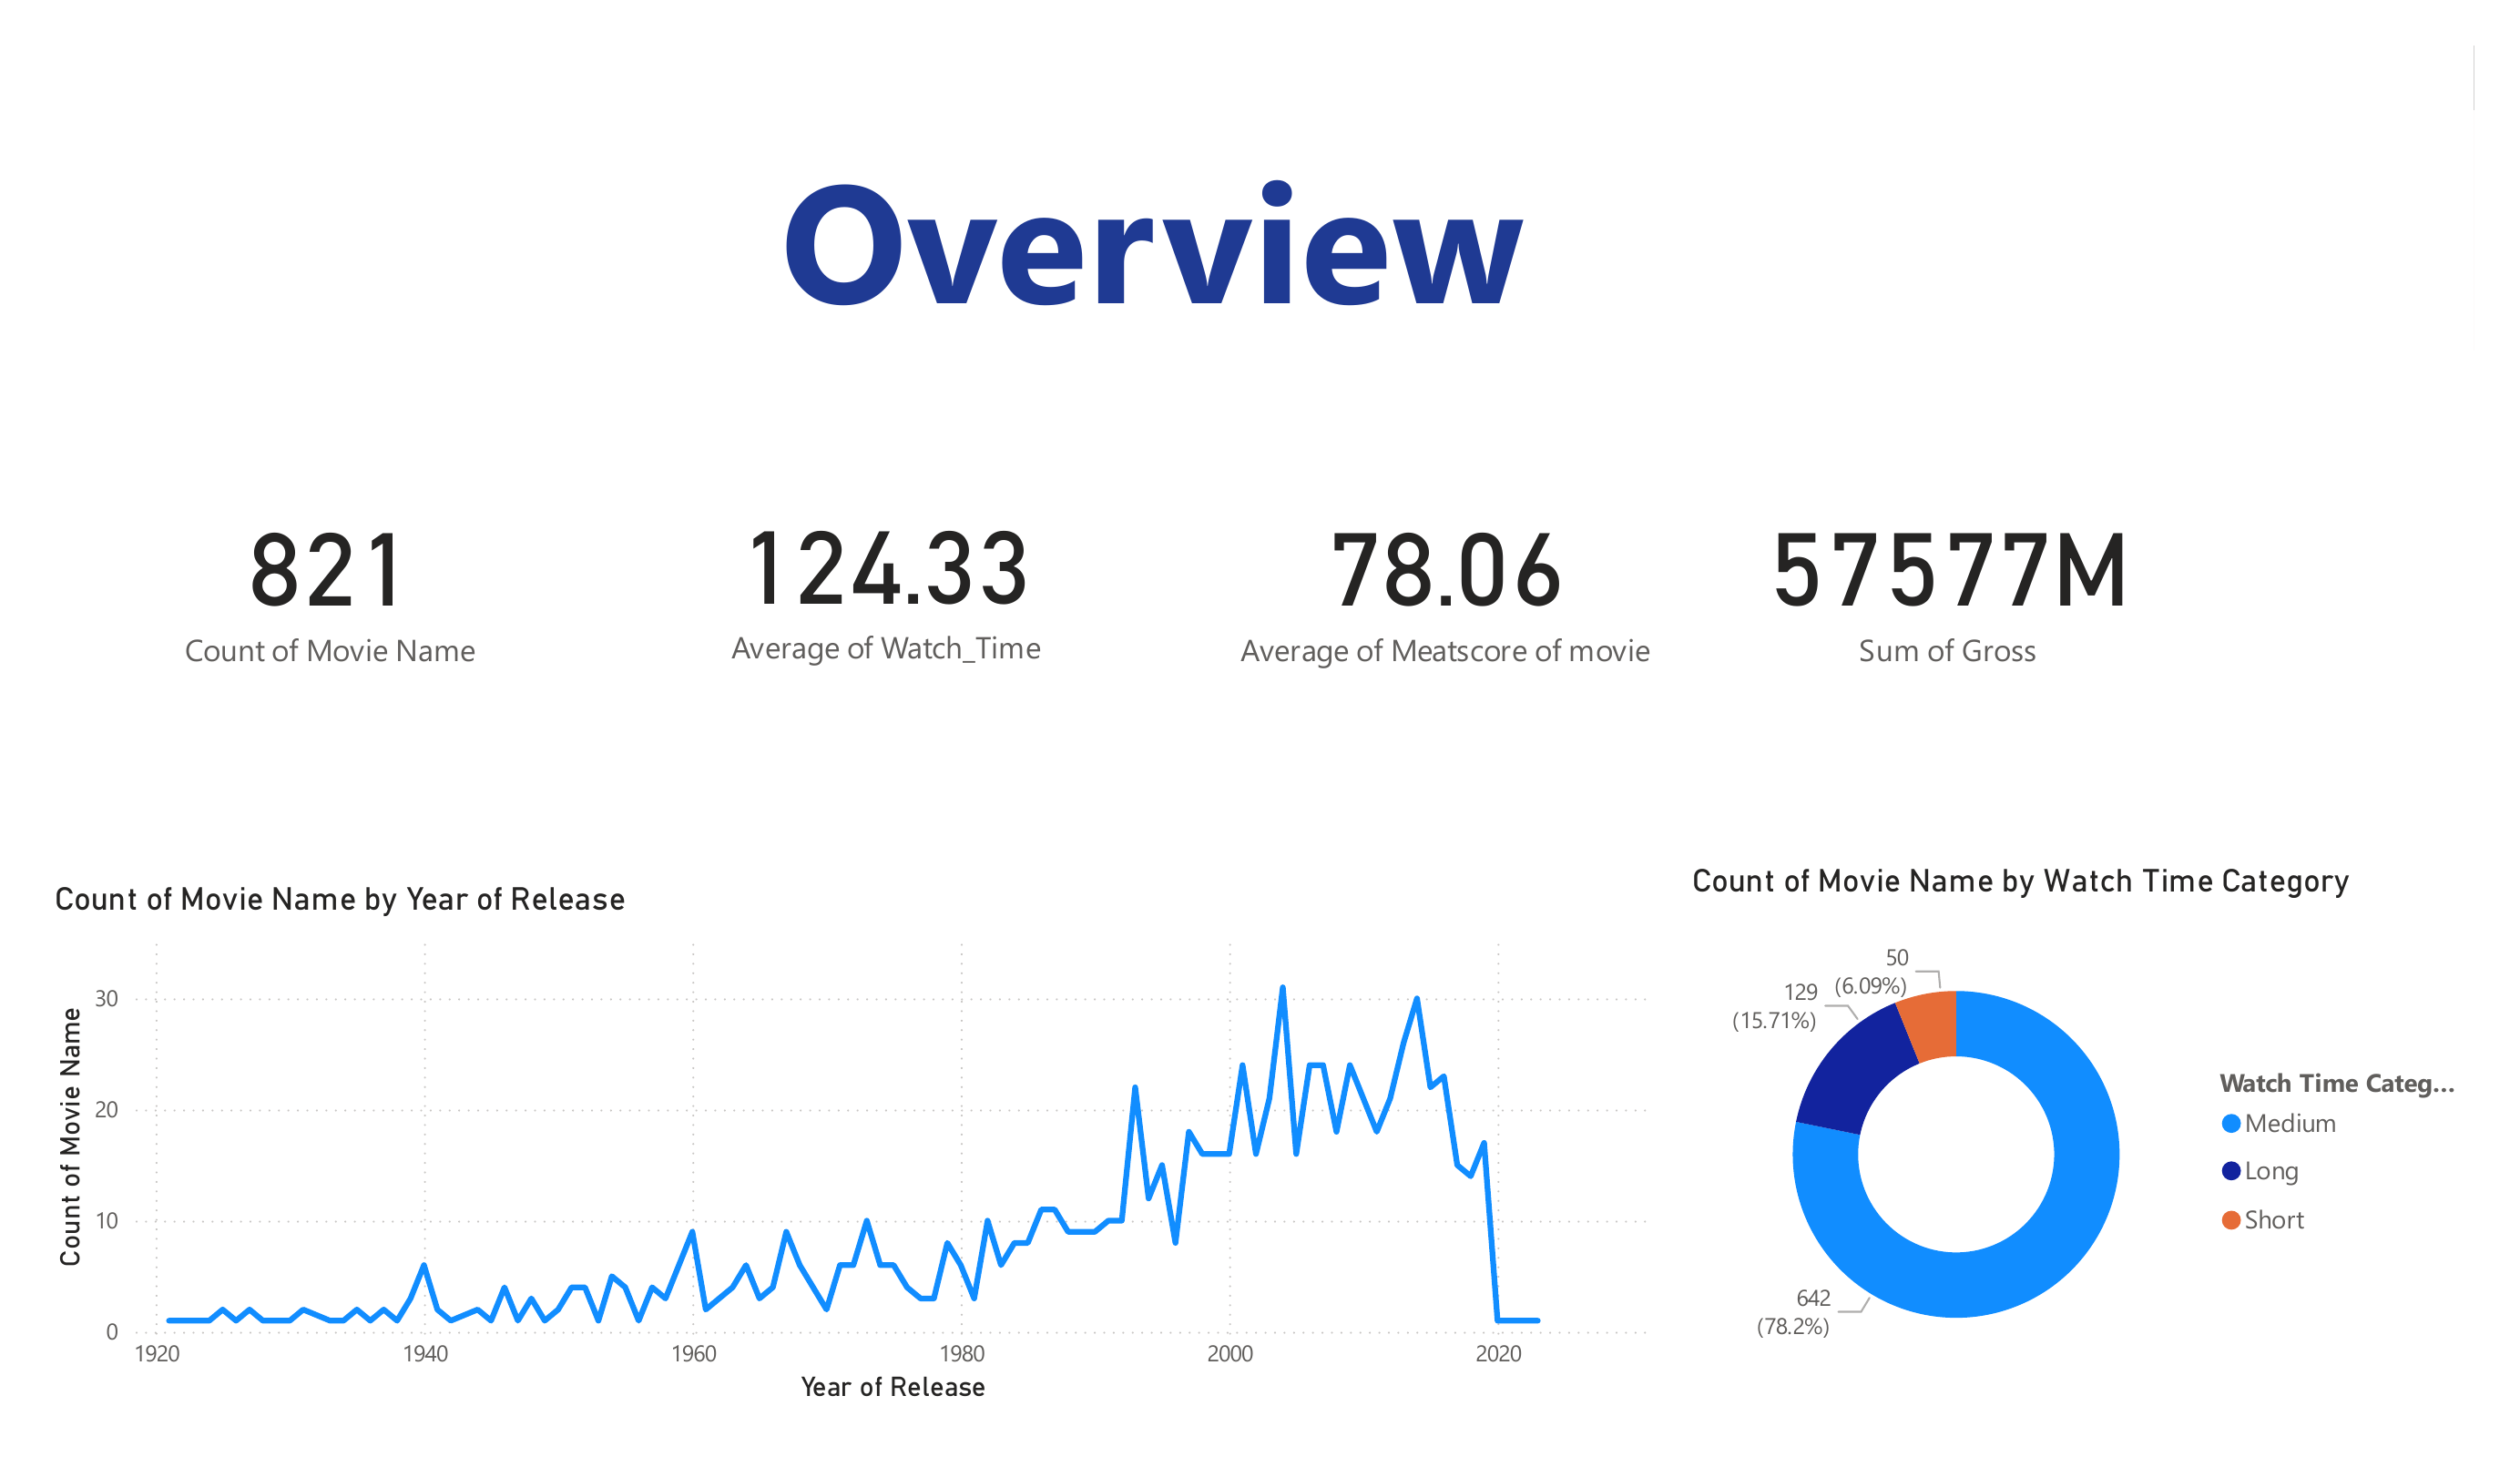 Overview
821
Count of Movie Name
124.33
Average of Watch_Time
78.06
Average of Meatscore of movie
57577M
Sum of Gross
Count of Movie Name by Year of Release
Count of Movie Name
30
20
10
0
1920
1940
1960
1980
2000
2020
Year of Release
Count of Movie Name by Watch Time Category
50
(6.09%)
129
(15.71%)
642
(78.2%)
Watch Time Categ...
Medium
Long
Short